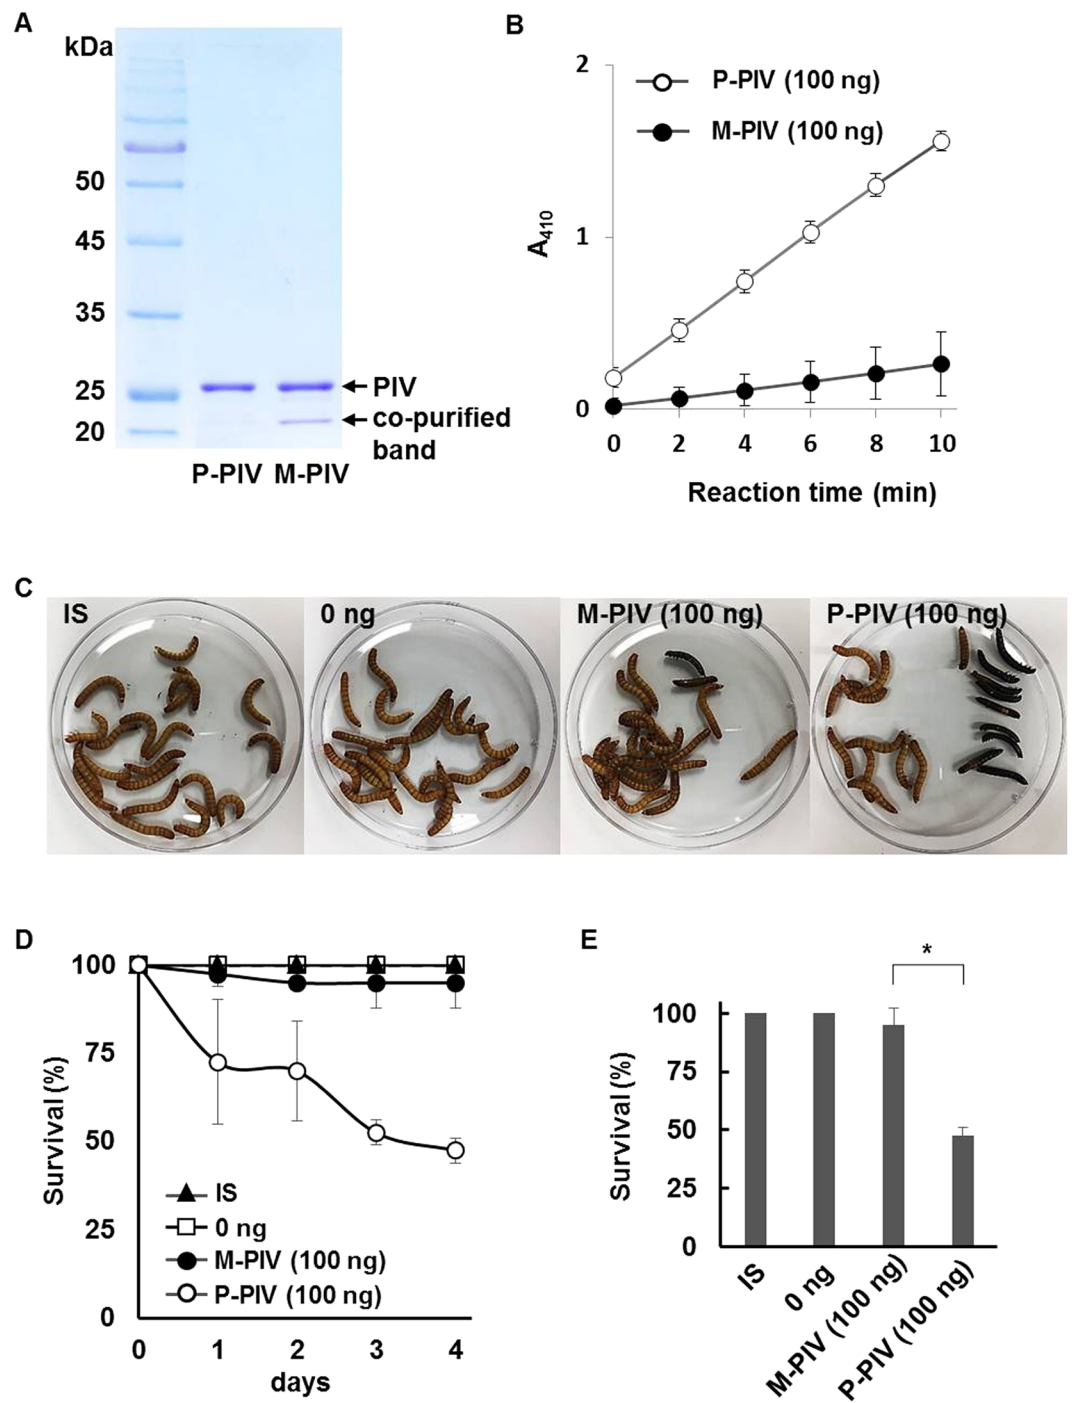 A
kDa
50
45
35
25
20
PIV
co-purified
band
P-PIV M-PIV
B
2
1
0
A410
P-PIV (100 ng)
M-PIV (100 ng)
0 2 4 6 8 10
Reaction time (min)
C
IS
0 ng
M-PIV (100 ng)
P-PIV (100 ng)
D
100
75
50
25
0
Survival (%)
IS
0 ng
M-PIV (100 ng)
P-PIV (100 ng)
0 1 2 3 4
days
E
*
100
75
50
25
0
Survival (%)
IS
0 ng
M-PIV (100 ng)
P-PIV (100 ng)